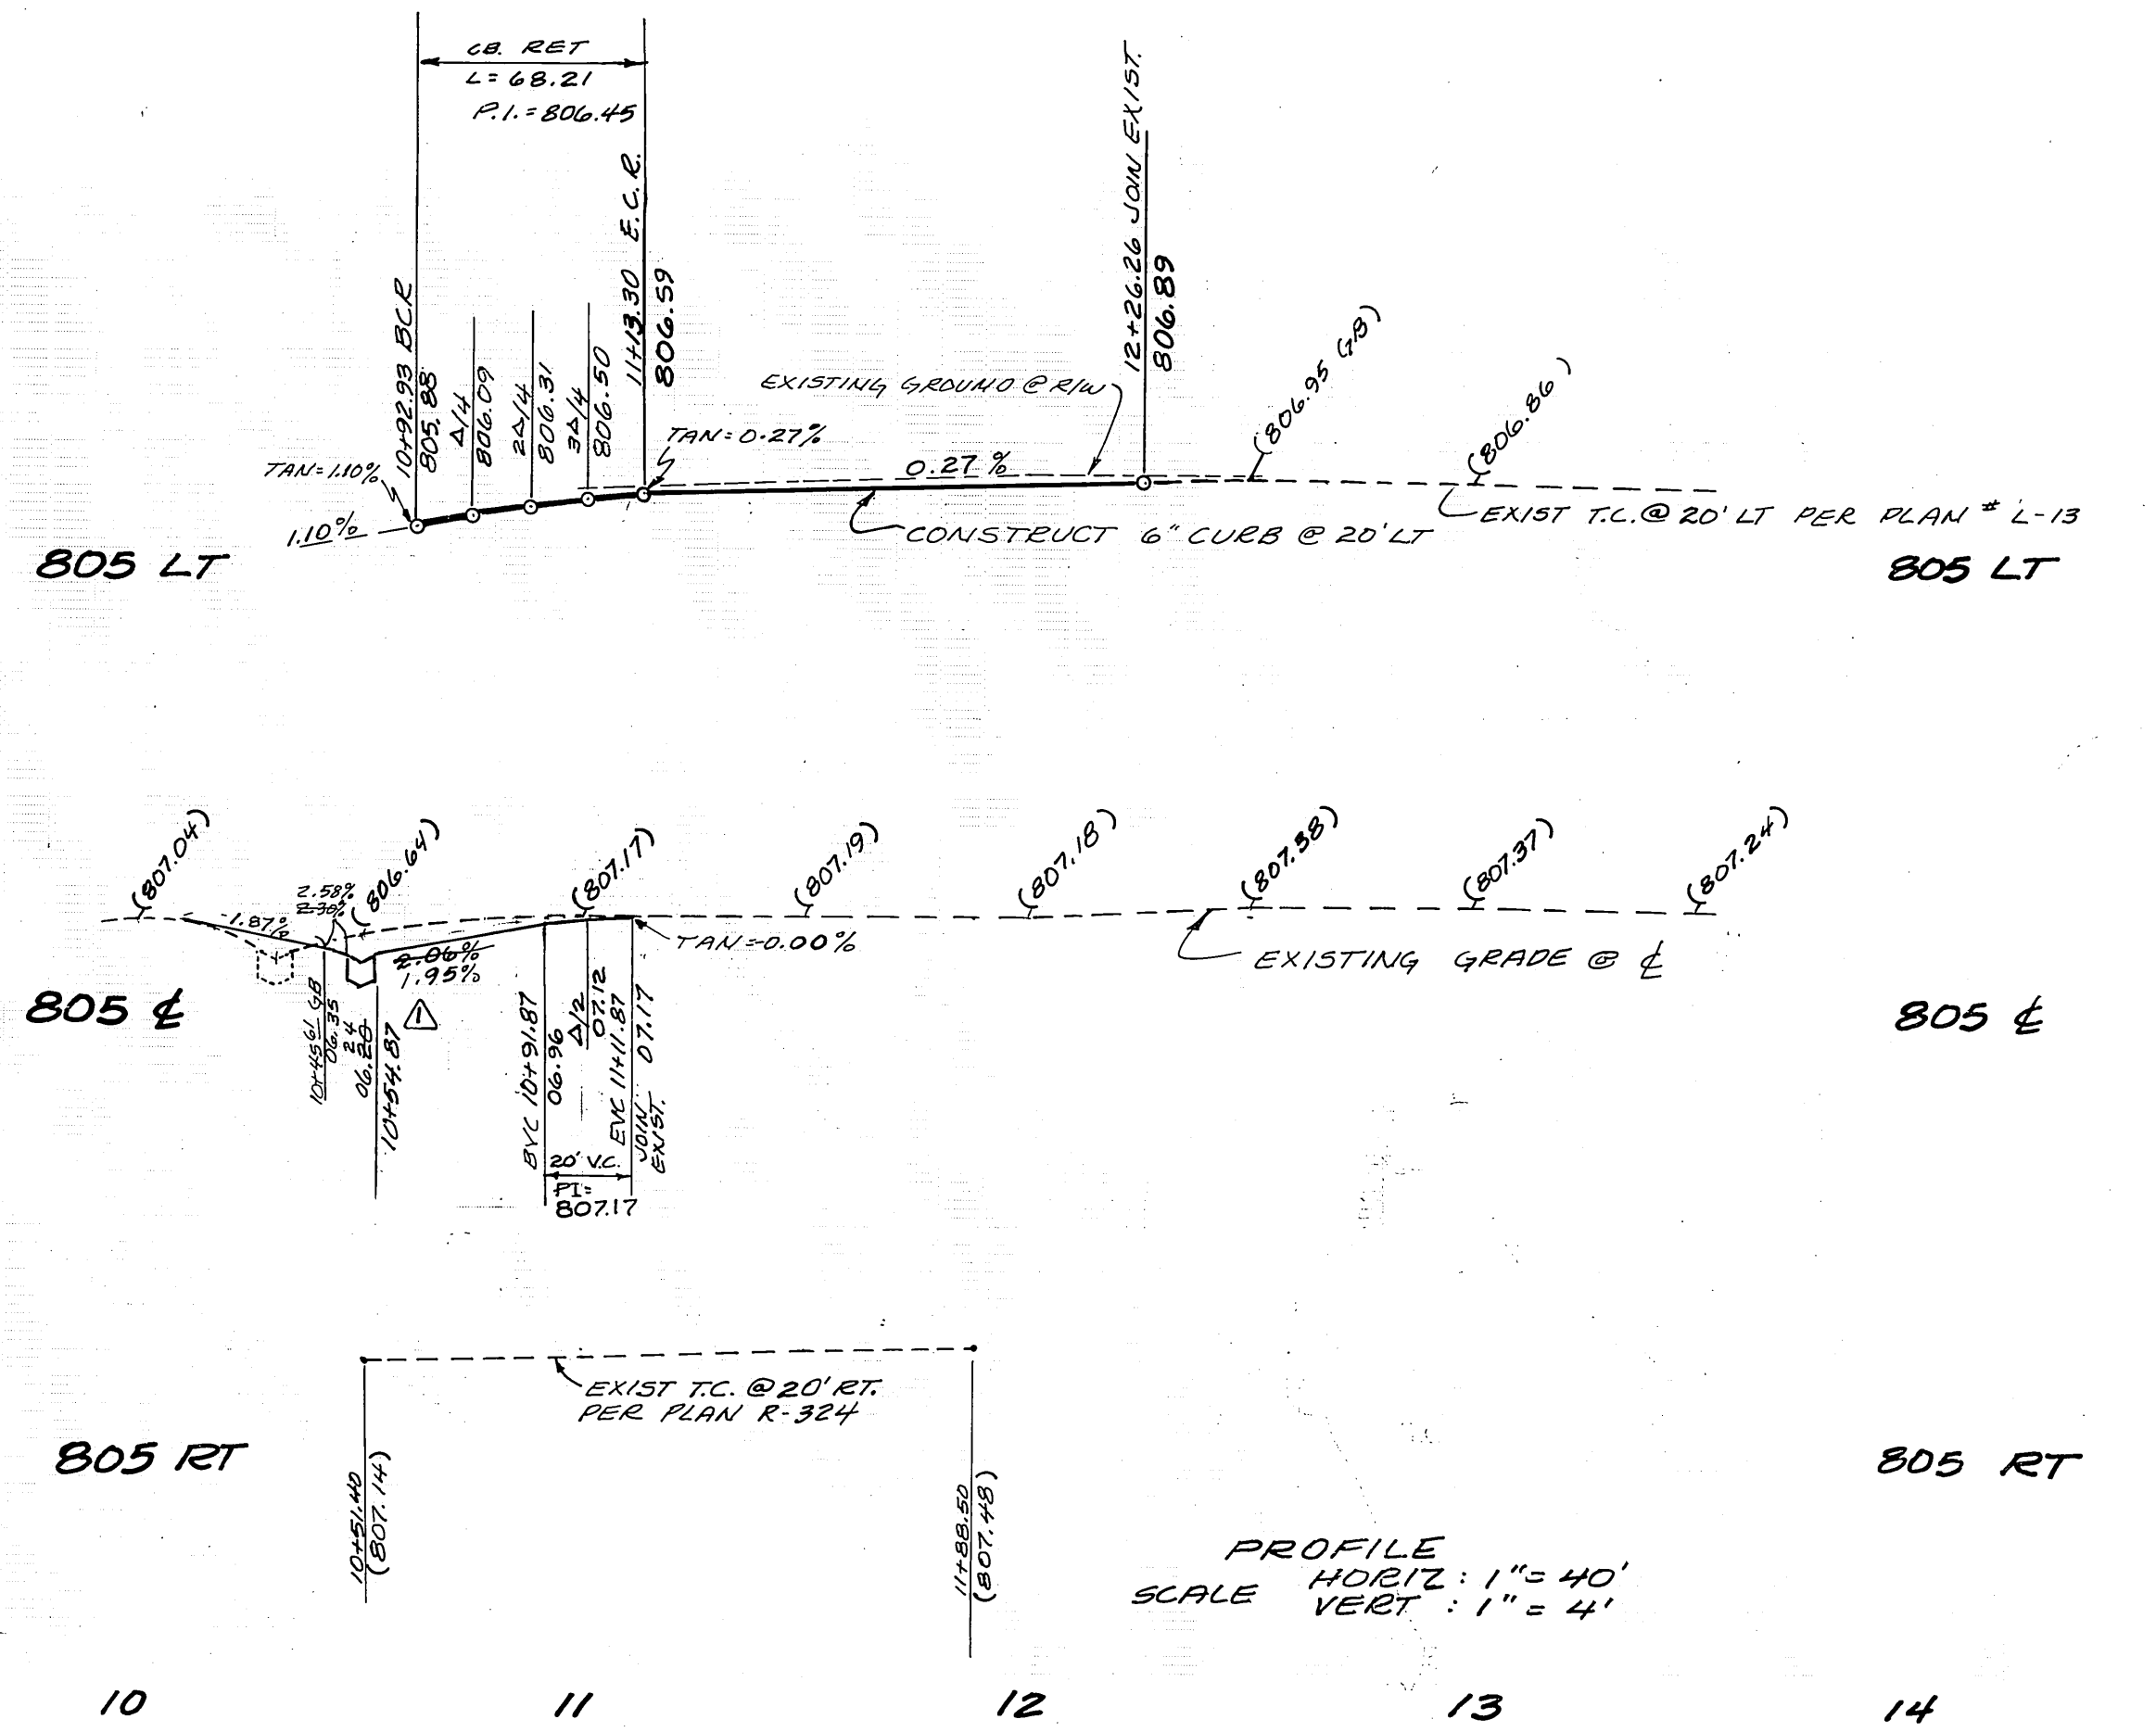 CB. RET
L= 68.21
P.I.= 806.45
10+92.93 BCR
805.88
Δ/4
806.09
2Δ/4
806.31
3Δ/4
806.50
11+13.30 E.C.R.
806.59
12+26.26 JOIN EXIST.
806.89
(806.95 GB)
(806.86)
EXISTING GROUND @ R/W
TAN=1.10%
TAN=0.27%
0.27%
1.10%
CONSTRUCT 6" CURB @ 20' LT
EXIST T.C. @ 20' LT PER PLAN # L-13
805 LT
805 LT
(807.04)
(806.64)
(807.17)
(807.19)
(807.18)
(807.38)
(807.37)
(807.24)
2.58%
2.30%
-1.87%
2.06%
1.95%
1
TAN=0.00%
EXISTING GRADE @ ℄
805 ℄
805 ℄
10+45.61 GB
06.35
24
06.28
10+54.87
BVC 10+91.87
06.96
Δ/2
07.12
EVC 11+11.87
JOIN 07.17
EXIST.
20' V.C.
PI=
807.17
EXIST T.C. @ 20' RT.
PER PLAN R-324
805 RT
805 RT
10+51.40
(807.14)
11+88.50
(807.48)
PROFILE
SCALE HORIZ: 1"= 40'
VERT : 1" = 4'
10
11
12
13
14